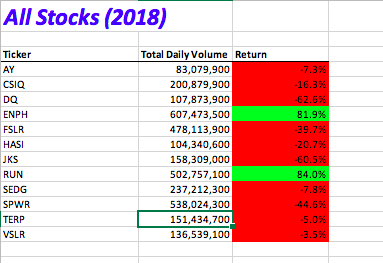 All Stocks (2018)
Ticker Total Daily Volume Return
AY 83,079,900 -7.3%
CSIQ 200,879,900 -16.3%
DQ 107,873,900 -62.6%
ENPH 607,473,500 81.9%
FSLR 478,113,900 -39.7%
HASI 104,340,600 -20.7%
JKS 158,309,000 -60.5%
RUN 502,757,100 84.0%
SEDG 237,212,300 -7.8%
SPWR 538,024,300 -44.6%
TERP 151,434,700 -5.0%
VSLR 136,539,100 -3.5%